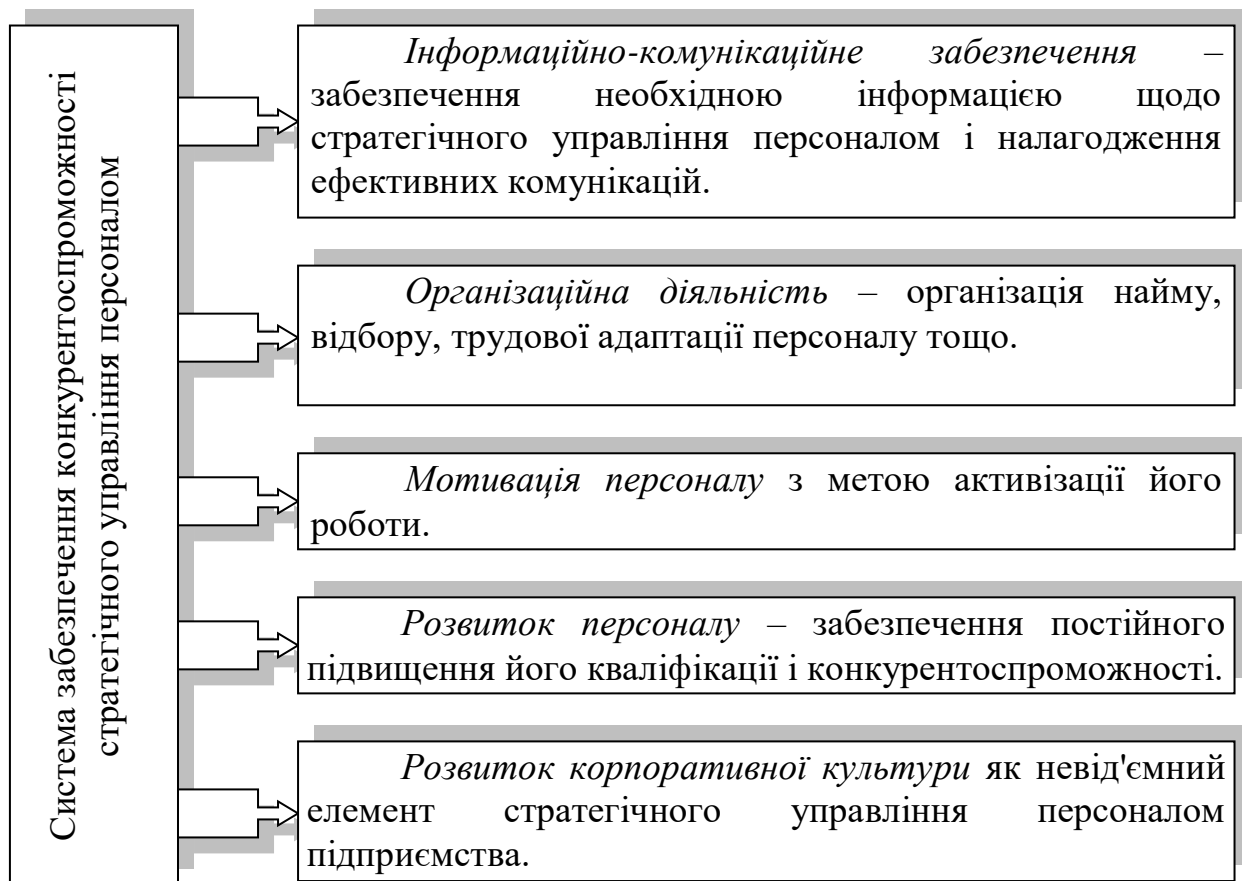 Система забезпечення конкурентоспроможності
стратегічного управління персоналом
Інформаційно-комунікаційне забезпечення –
забезпечення необхідною інформацією щодо
стратегічного управління персоналом і налагодження
ефективних комунікацій.
Організаційна діяльність – організація найму,
відбору, трудової адаптації персоналу тощо.
Мотивація персоналу з метою активізації його
роботи.
Розвиток персоналу – забезпечення постійного
підвищення його кваліфікації і конкурентоспроможності.
Розвиток корпоративної культури як невід'ємний
елемент стратегічного управління персоналом
підприємства.